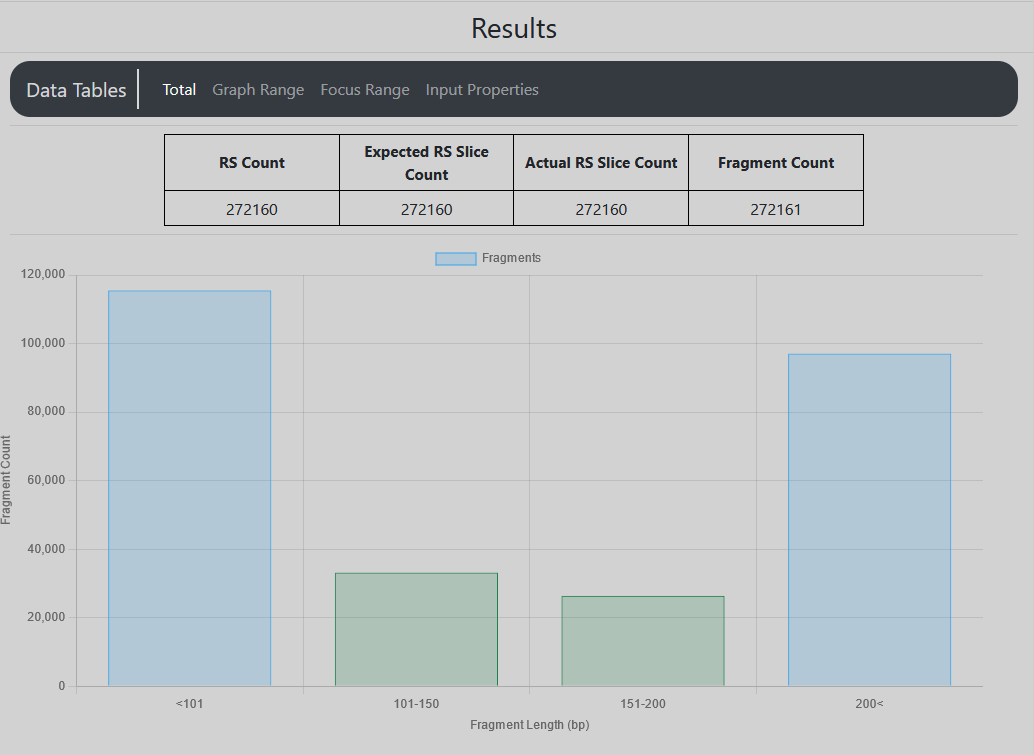 Results
Data Tables Total Graph Range Focus Range Input Properties
RS Count Expected RS Slice Count Actual RS Slice Count Fragment Count
272160 272160 272160 272161
Fragments
120,000
100,000
80,000
60,000
40,000
20,000
0
Fragment Count
<101 101-150 151-200 200<
Fragment Length (bp)